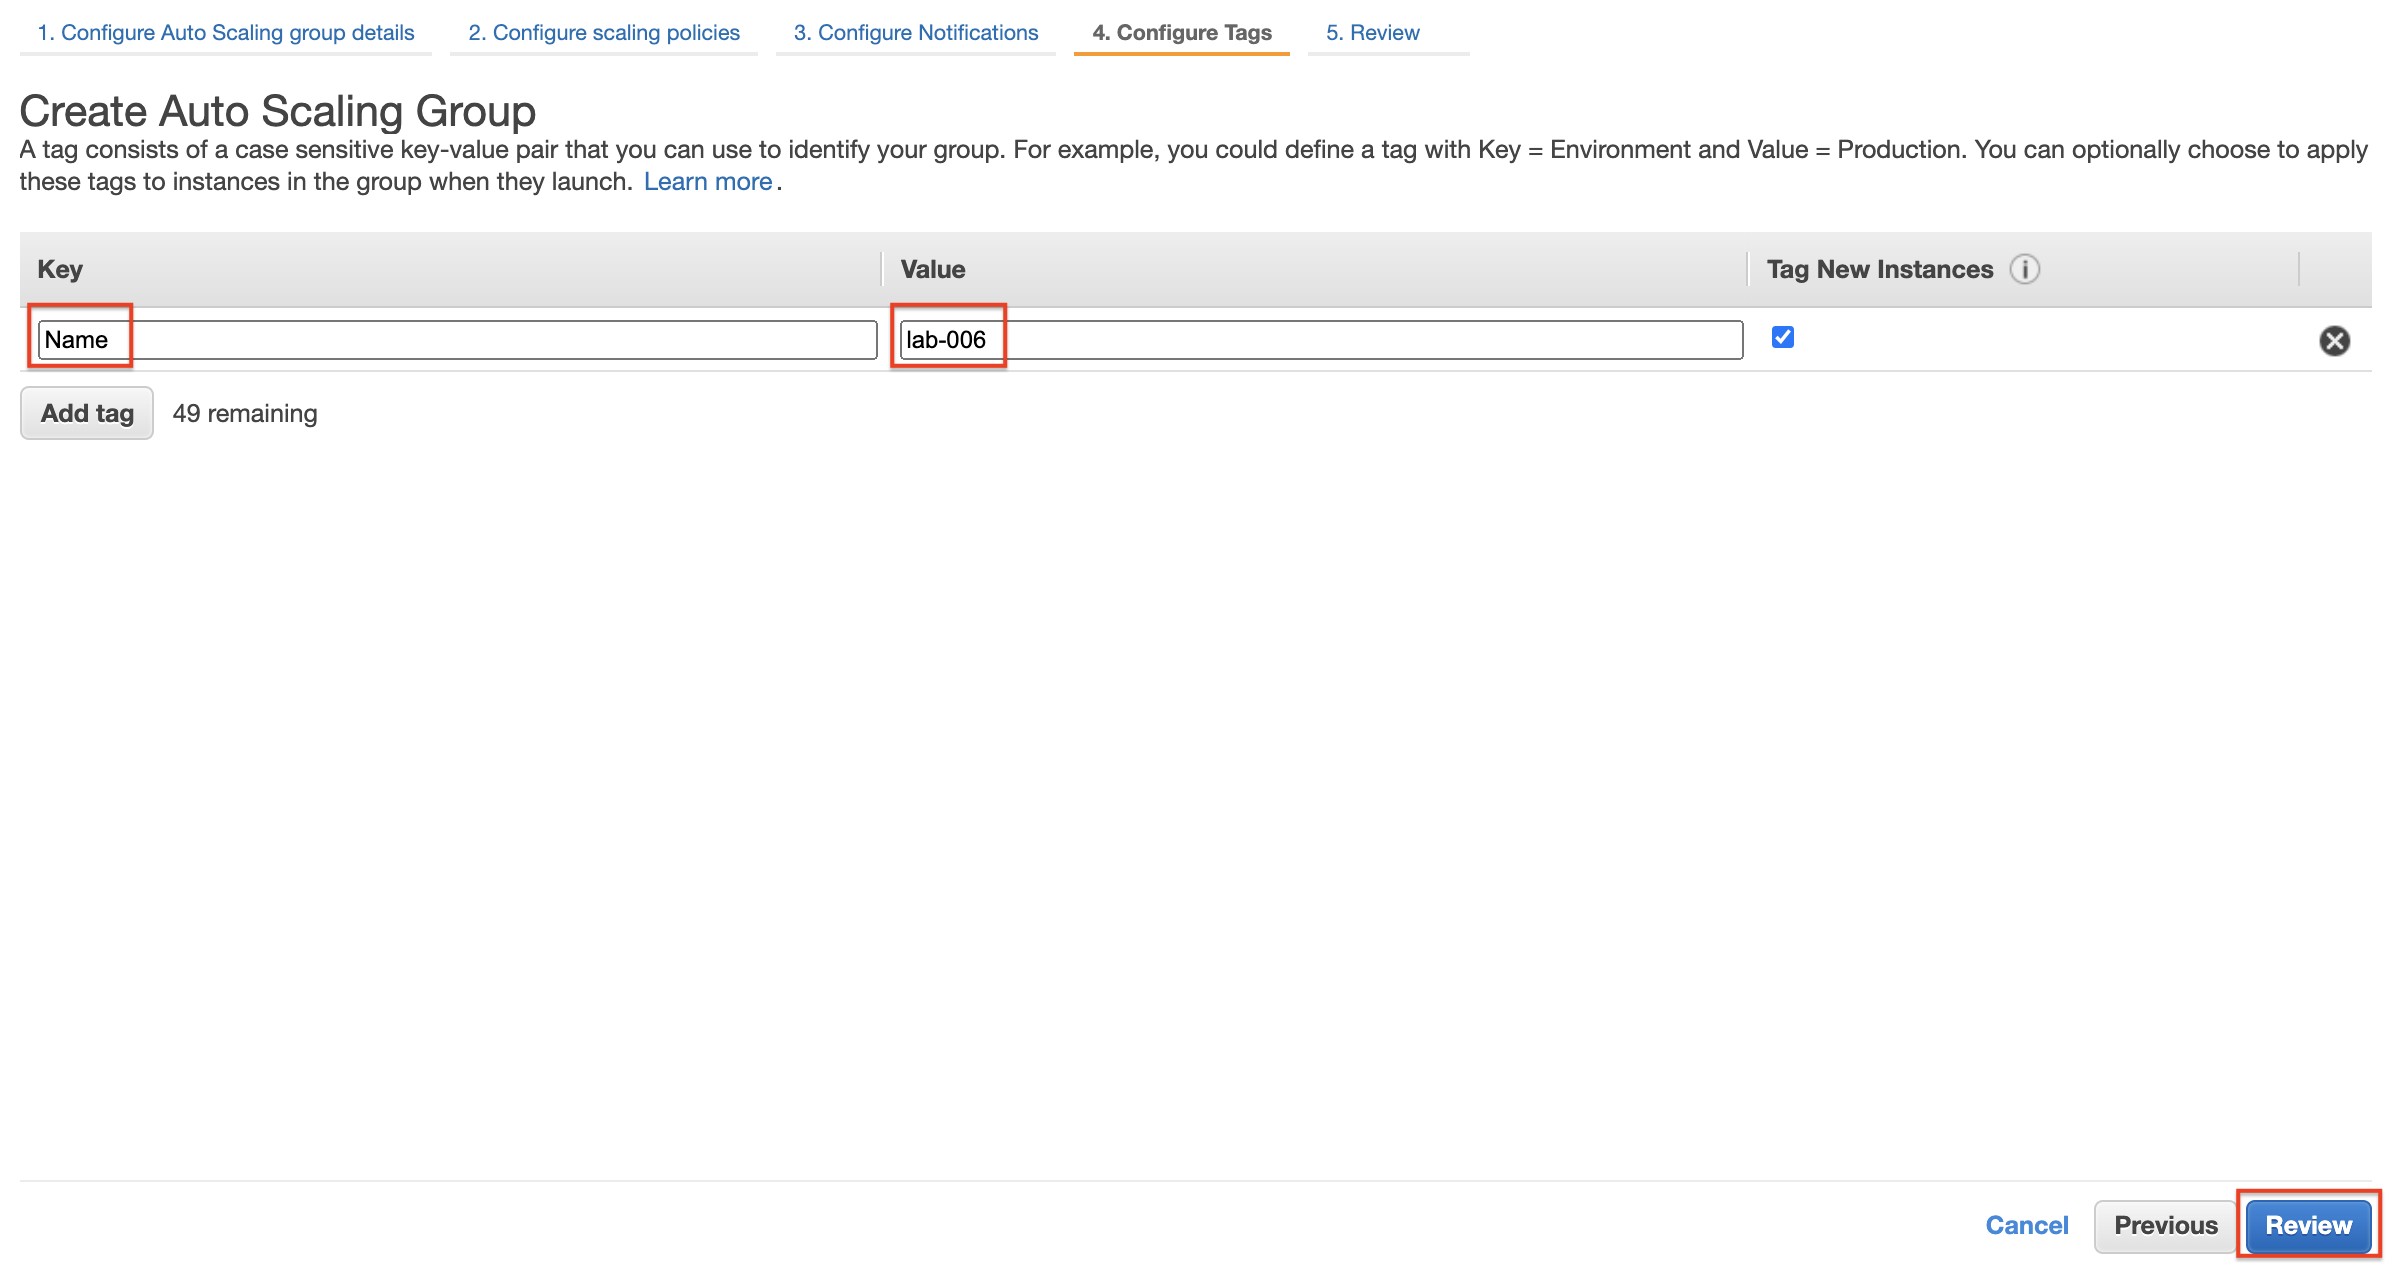 1. Configure Auto Scaling group details 2. Configure scaling policies 3. Configure Notifications 4. Configure Tags 5. Review
Create Auto Scaling Group
A tag consists of a case sensitive key-value pair that you can use to identify your group. For example, you could define a tag with Key = Environment and Value = Production. You can optionally choose to apply
these tags to instances in the group when they launch. Learn more.
Key Value Tag New Instances i
Name lab-006
Add tag 49 remaining
Cancel Previous Review